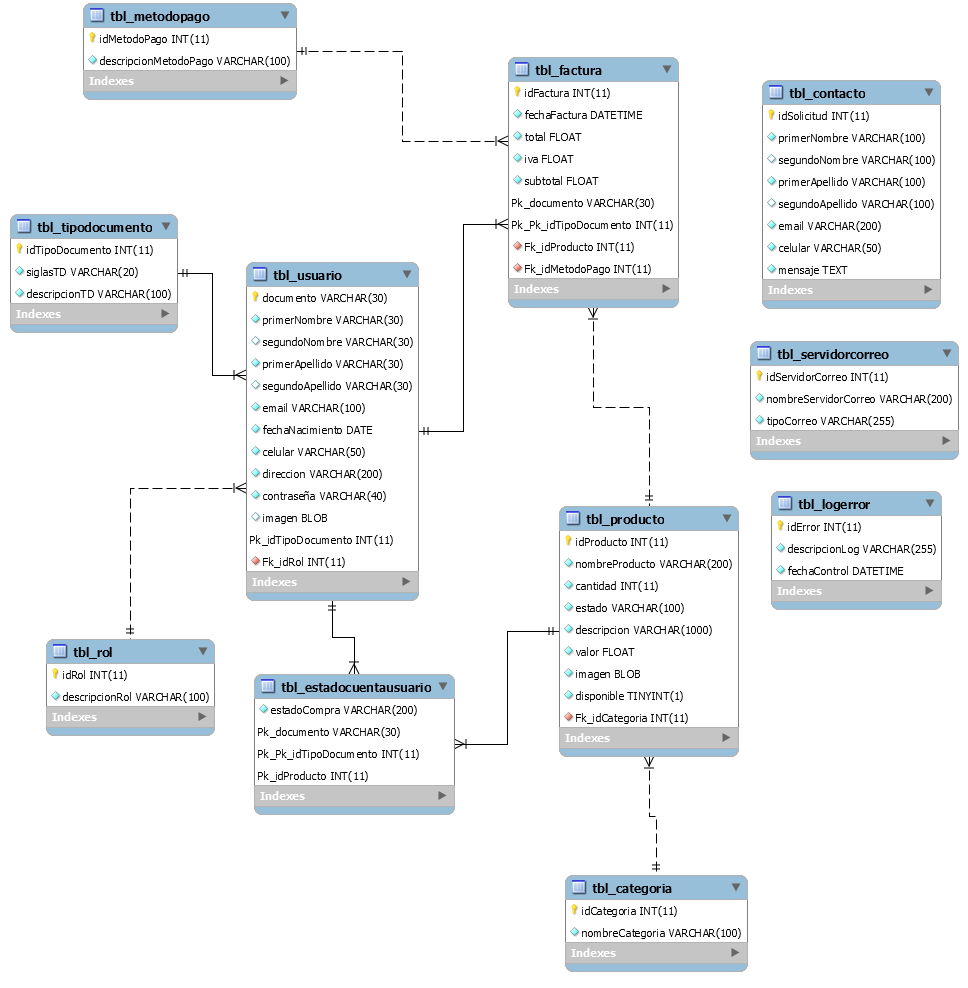 tbl_metodopago
idMetodoPago INT(11)
descripcionMetodoPago VARCHAR(100)
Indexes
tbl_factura
idFactura INT(11)
fechaFactura DATETIME
total FLOAT
iva FLOAT
subtotal FLOAT
Pk_documento VARCHAR(30)
Pk_Pk_idTipoDocumento INT(11)
Fk_idProducto INT(11)
Fk_idMetodoPago INT(11)
Indexes
tbl_contacto
idSolicitud INT(11)
primerNombre VARCHAR(100)
segundoNombre VARCHAR(100)
primerApellido VARCHAR(100)
segundoApellido VARCHAR(100)
email VARCHAR(200)
celular VARCHAR(50)
mensaje TEXT
Indexes
tbl_tipodocumento
idTipoDocumento INT(11)
siglasTD VARCHAR(20)
descripcionTD VARCHAR(100)
Indexes
tbl_usuario
documento VARCHAR(30)
primerNombre VARCHAR(30)
segundoNombre VARCHAR(30)
primerApellido VARCHAR(30)
segundoApellido VARCHAR(30)
email VARCHAR(100)
fechaNacimiento DATE
celular VARCHAR(50)
direccion VARCHAR(200)
contraseña VARCHAR(40)
imagen BLOB
Pk_idTipoDocumento INT(11)
Fk_idRol INT(11)
Indexes
tbl_servidorcorreo
idServidorCorreo INT(11)
nombreServidorCorreo VARCHAR(200)
tipoCorreo VARCHAR(255)
Indexes
tbl_logerror
idError INT(11)
descripcionLog VARCHAR(255)
fechaControl DATETIME
Indexes
tbl_producto
idProducto INT(11)
nombreProducto VARCHAR(200)
cantidad INT(11)
estado VARCHAR(100)
descripcion VARCHAR(1000)
valor FLOAT
imagen BLOB
disponible TINYINT(1)
Fk_idCategoria INT(11)
Indexes
tbl_rol
idRol INT(11)
descripcionRol VARCHAR(100)
Indexes
tbl_estadocuentausuario
estadoCompra VARCHAR(200)
Pk_documento VARCHAR(30)
Pk_Pk_idTipoDocumento INT(11)
Pk_idProducto INT(11)
Indexes
tbl_categoria
idCategoria INT(11)
nombreCategoria VARCHAR(100)
Indexes